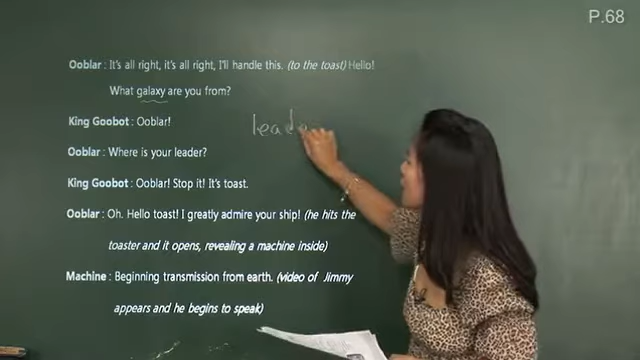 P.68
Ooblar : It's all right, it's all right, I'll handle this. (to the toast) Hello!
What galaxy are you from?
King Goobot : Ooblar!
leade
Ooblar : Where is your leader?
King Goobot : Ooblar! Stop it! It's toast.
Ooblar : Oh. Hello toast! I greatly admire your ship! (he hits the
toaster and it opens, revealing a machine inside)
Machine : Beginning transmission from earth. (video of Jimmy
appears and he begins to speak)